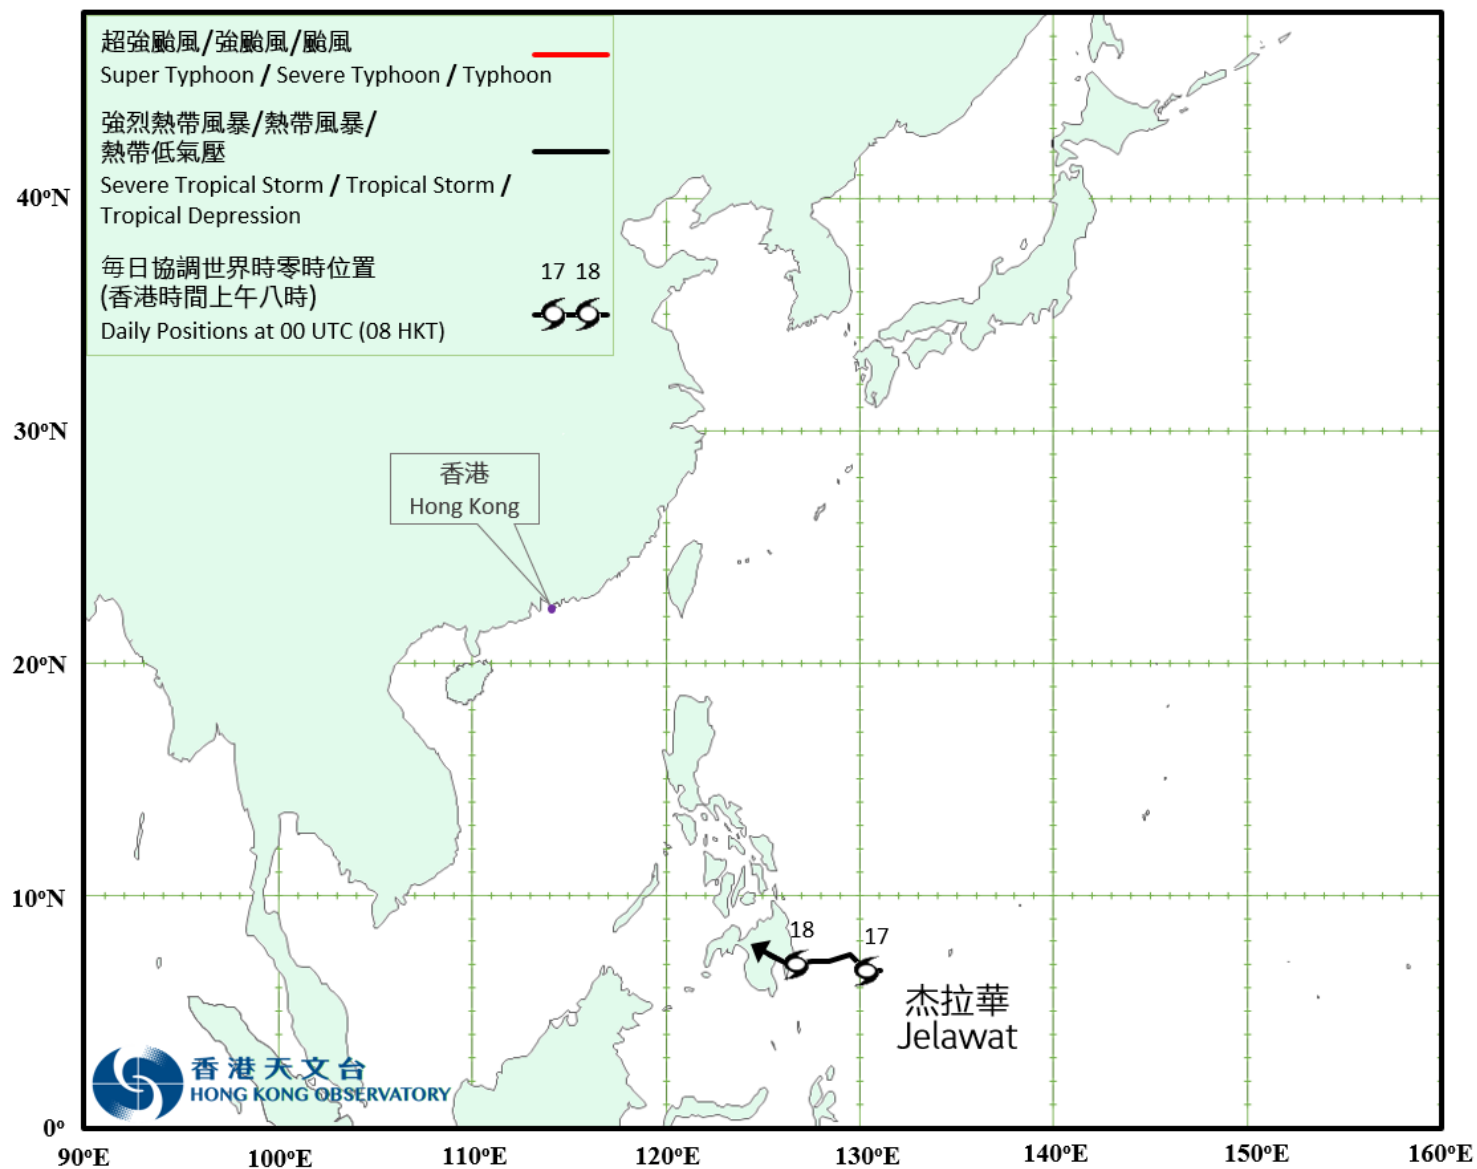 超強颱風/強颱風/颱風
Super Typhoon / Severe Typhoon / Typhoon
強烈熱帶風暴/熱帶風暴/
熱帶低氣壓
Severe Tropical Storm / Tropical Storm /
Tropical Depression
每日協調世界時零時位置
(香港時間上午八時)
Daily Positions at 00 UTC (08 HKT)
17 18
40°N
30°N
香港
Hong Kong
20°N
10°N
18
17
杰拉華
Jelawat
香港天文台
HONG KONG OBSERVATORY
0°
90°E 100°E 110°E 120°E 130°E 140°E 150°E 160°E